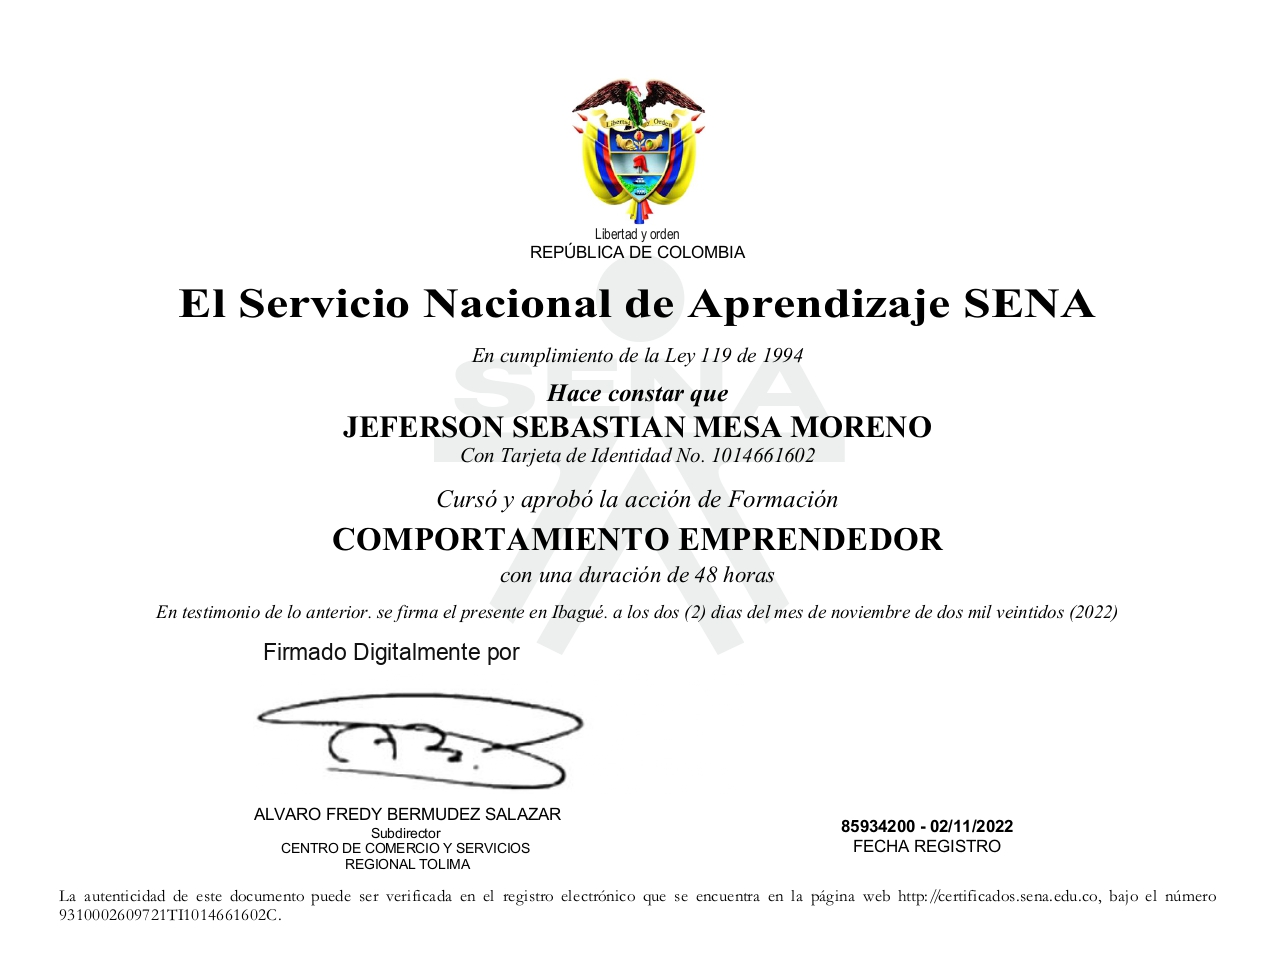 Libertad y Orden
Libertad y orden
REPÚBLICA DE COLOMBIA
El Servicio Nacional de Aprendizaje SENA
En cumplimiento de la Ley 119 de 1994
SENA
Hace constar que
JEFERSON SEBASTIAN MESA MORENO
Con Tarjeta de Identidad No. 1014661602
Cursó y aprobó la acción de Formación
COMPORTAMIENTO EMPRENDEDOR
con una duración de 48 horas
En testimonio de lo anterior. se firma el presente en Ibagué. a los dos (2) dias del mes de noviembre de dos mil veintidos (2022)
Firmado Digitalmente por
ALVARO FREDY BERMUDEZ SALAZAR
Subdirector
CENTRO DE COMERCIO Y SERVICIOS
REGIONAL TOLIMA
85934200 - 02/11/2022
FECHA REGISTRO
La autenticidad de este documento puede ser verificada en el registro electrónico que se encuentra en la página web http://certificados.sena.edu.co, bajo el número
9310002609721TI1014661602C.